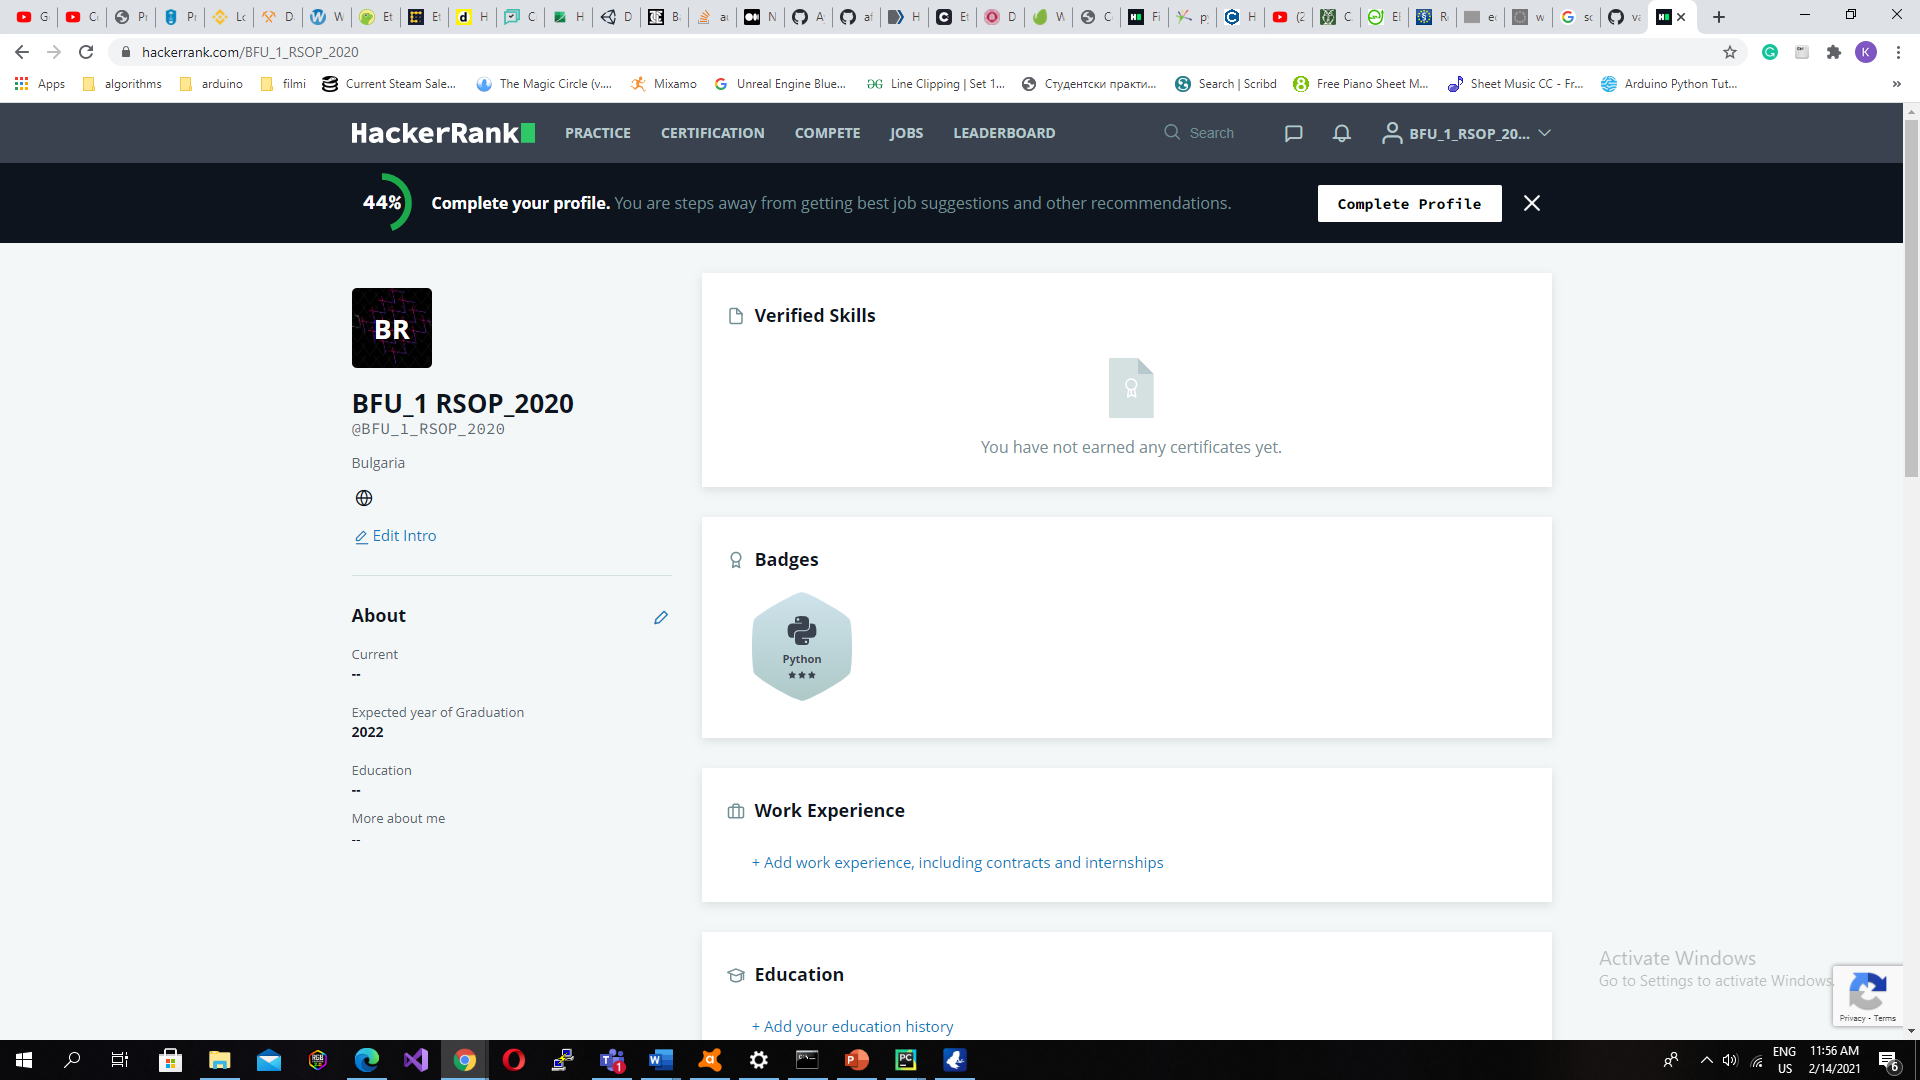 hackerrank.com/BFU_1_RSOP_2020
Apps
algorithms
arduino
filmi
Current Steam Sale...
The Magic Circle (v....
Mixamo
Unreal Engine Blue...
Line Clipping | Set 1...
Студентски практи...
Search | Scribd
Free Piano Sheet M...
Sheet Music CC - Fr...
Arduino Python Tut...
HackerRank
PRACTICE
CERTIFICATION
COMPETE
JOBS
LEADERBOARD
Search
BFU_1_RSOP_20...
44%
Complete your profile. You are steps away from getting best job suggestions and other recommendations.
Complete Profile
BR
BFU_1 RSOP_2020
@BFU_1_RSOP_2020
Bulgaria
Edit Intro
About
Current
--
Expected year of Graduation
2022
Education
--
More about me
--
Verified Skills
You have not earned any certificates yet.
Badges
Python
Work Experience
+ Add work experience, including contracts and internships
Education
+ Add your education history
Activate Windows
Go to Settings to activate Windows.
Privacy - Terms
ENG
US
11:56 AM
2/14/2021
6
1